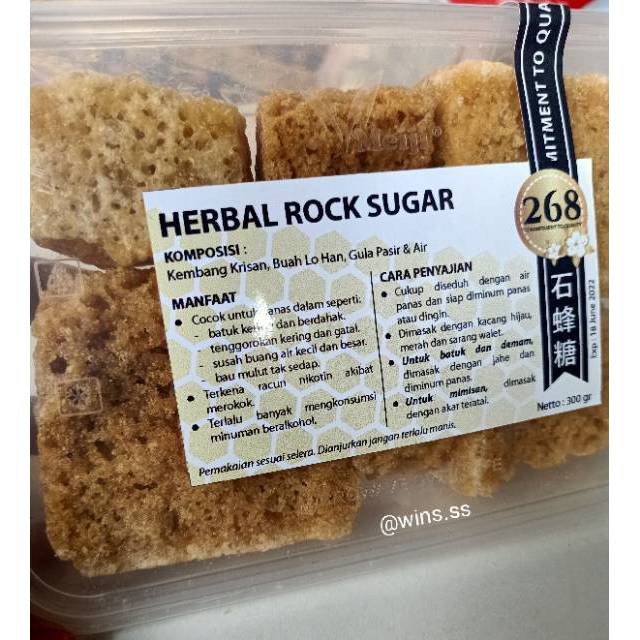 MITMENT TO QUA
HERBAL ROCK SUGAR
268
KOMPOSISI :
Kembang Krisan, Buah Lo Han, Gula Pasir & Air
MANFAAT
Cocok untuk panas dalam seperti:
- batuk kering dan berdahak.
- tenggorokan kering dan gatal.
- susah buang air kecil dan besar.
- bau mulut tak sedap.
Terkena racun nikotin akibat
merokok.
Terlalu banyak mengkonsumsi
minuman beralkohol.
CARA PENYAJIAN
Cukup diseduh dengan air
panas dan siap diminum panas
atau dingin.
Dimasak dengan kacang hijau,
merah dan sarang walet.
Untuk batuk dan demam,
dimasak dengan jahe dan
diminum panas.
Untuk mimisan, dimasak
dengan akar teratai.
Pemakaian sesuai selera. Dianjurkan jangan terlalu manis.
石蜂糖
Exp : 18 June 2022
Netto : 300 gr
@wins.ss